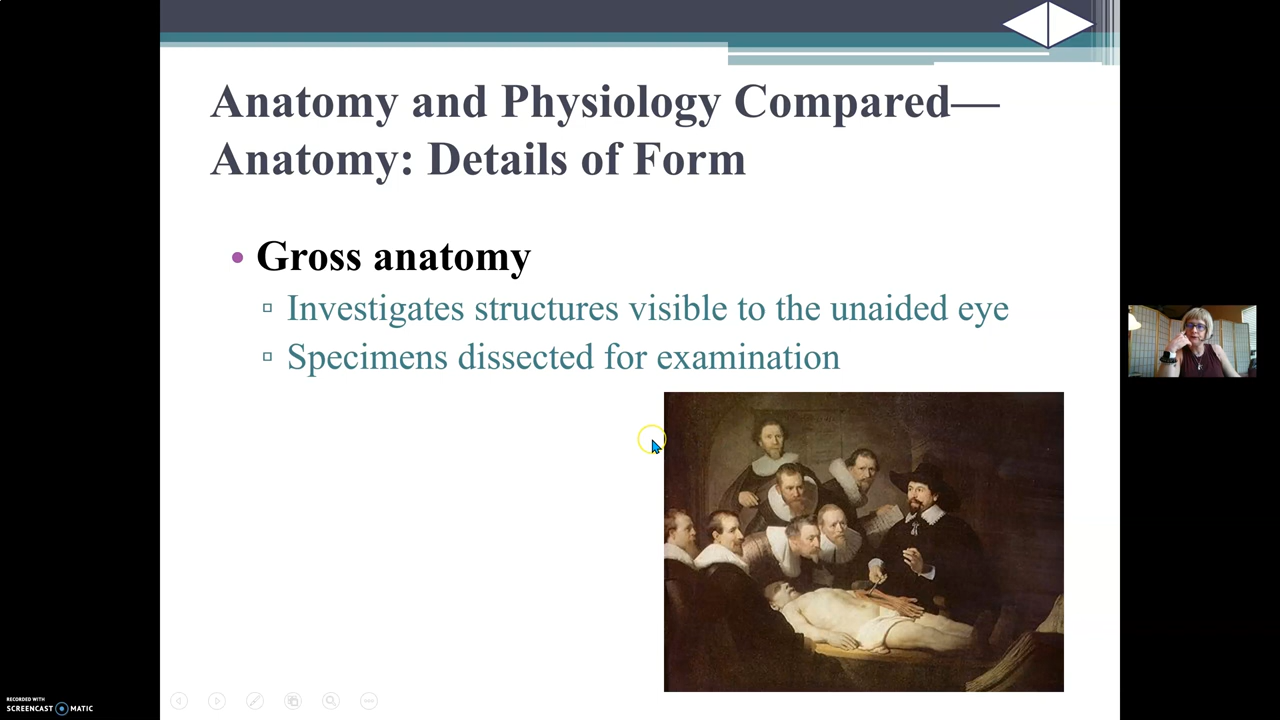 Anatomy and Physiology Compared—
Anatomy: Details of Form
• Gross anatomy
▫ Investigates structures visible to the unaided eye
▫ Specimens dissected for examination
RECORDED WITH
SCREENCAST MATIC